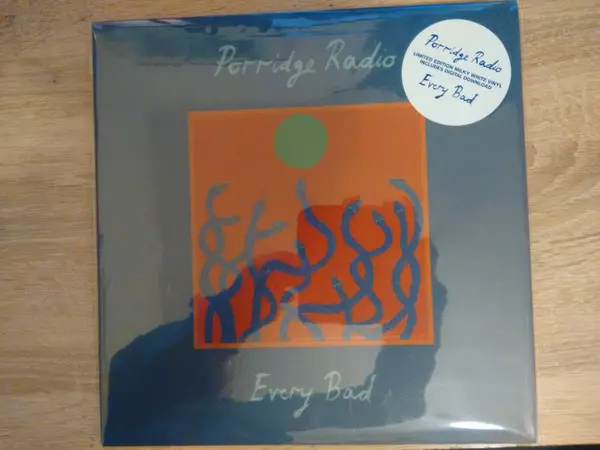 Porridge Radio
Porridge Radio
LIMITED EDITION MILKY WHITE VINYL
INCLUDES DIGITAL DOWNLOAD
Every Bad
Every Bad